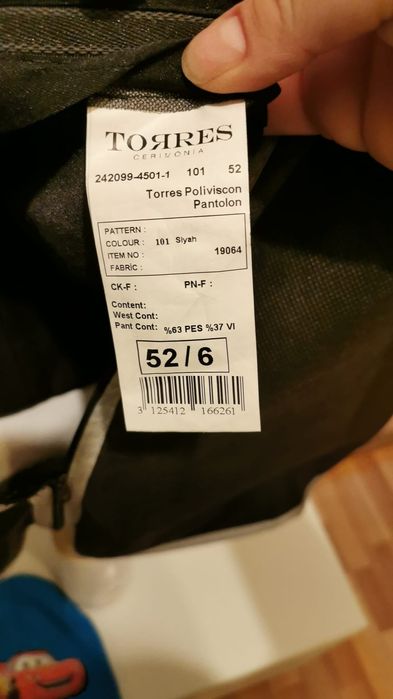 TOЯRES
CERIMONIA
242099-4501-1 101 52
Torres Poliviscon
Pantolon
PATTERN :
COLOUR : 101 Siyah
ITEM NO : 19064
FABRIC :
CK-F : PN-F :
Content:
West Cont:
Pant Cont: %63 PES %37 VI
52/6
3 125412 166261